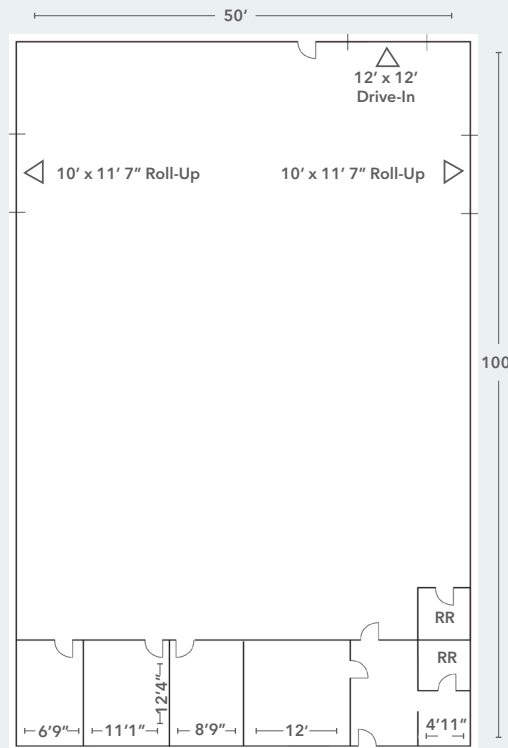 50'
12' x 12'
Drive-In
10' x 11' 7" Roll-Up
10' x 11' 7" Roll-Up
100
RR
RR
12'4"
6'9"
11'1"
8'9"
12'
4'11"